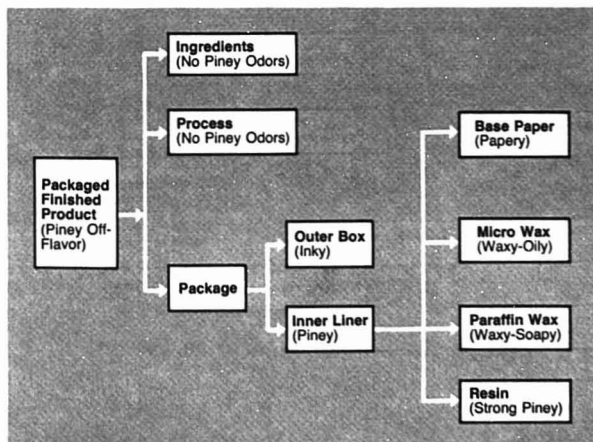 Ingredients
(No Piney Odors)
Process
(No Piney Odors)
Packaged
Finished
Product
(Piney Off-
Flavor)
Package
Outer Box
(Inky)
Inner Liner
(Piney)
Base Paper
(Papery)
Micro Wax
(Waxy-Oily)
Paraffin Wax
(Waxy-Soapy)
Resin
(Strong Piney)